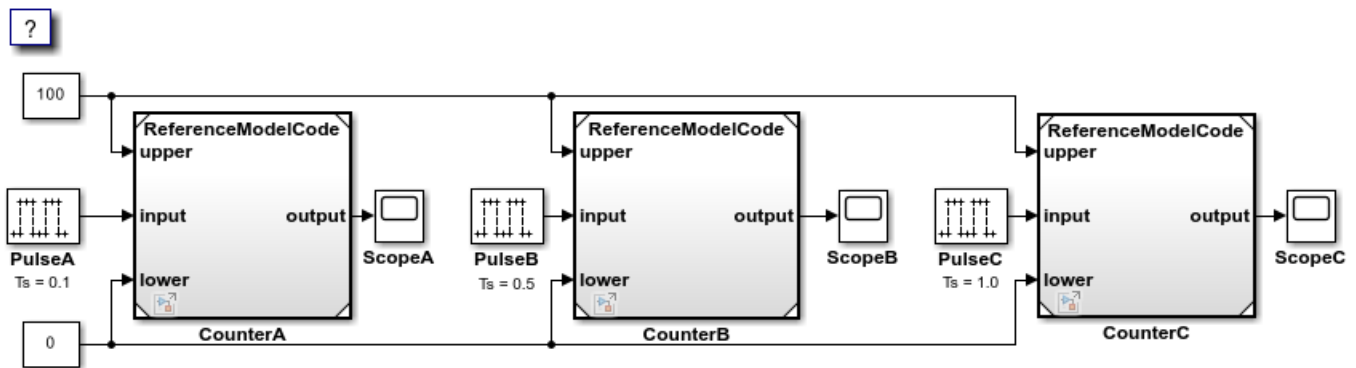 ?
100
ReferenceModelCode
upper
input
output
lower
CounterA
PulseA
Ts = 0.1
ScopeA
ReferenceModelCode
upper
input
output
lower
CounterB
PulseB
Ts = 0.5
ScopeB
ReferenceModelCode
upper
input
output
lower
CounterC
PulseC
Ts = 1.0
ScopeC
0